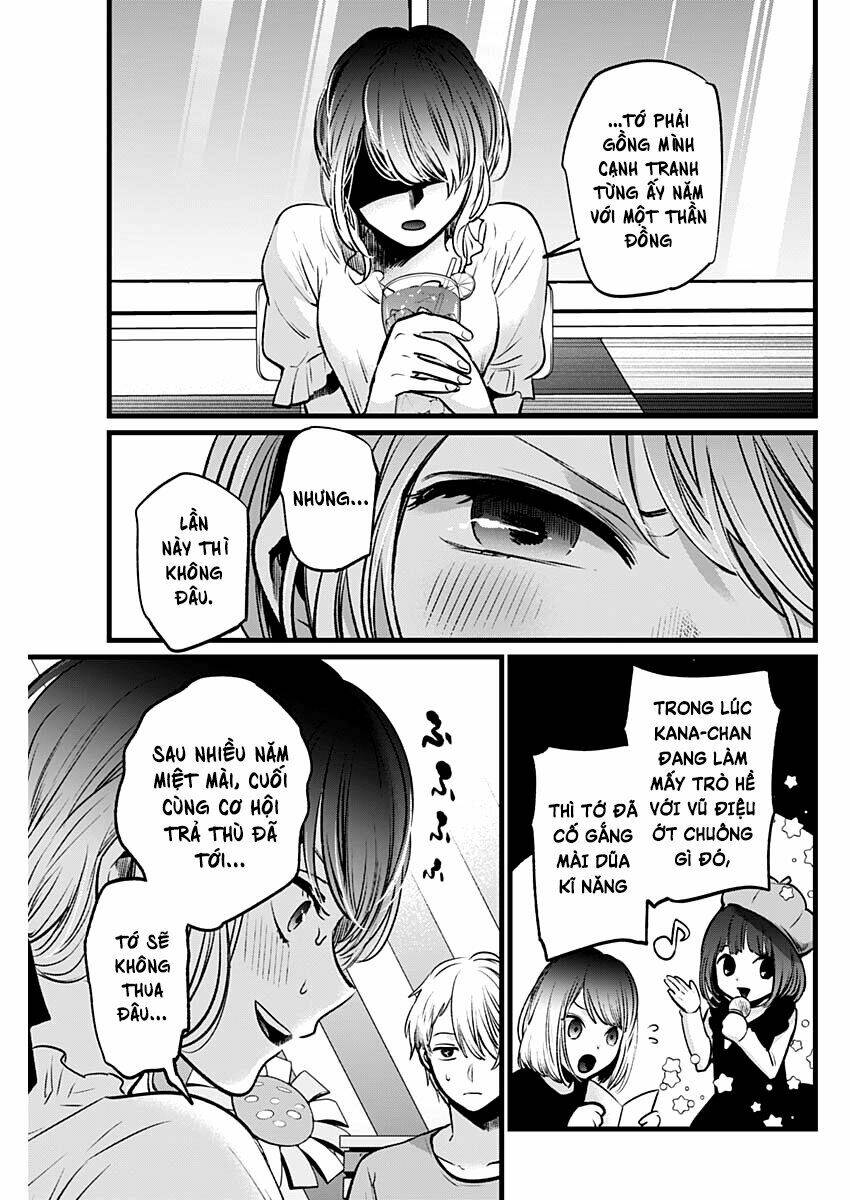 ...TỚ PHẢI
GỒNG MÌNH
CẠNH TRANH
TỪNG ẤY NĂM
VỚI MỘT THẦN
ĐỒNG
NHƯNG...
LẦN
NÀY THÌ
KHÔNG
ĐÂU.
TRONG LÚC
KANA-CHAN
ĐANG LÀM
MẤY TRÒ HỀ
VỚI VŨ ĐIỆU
ỚT CHUÔNG
GÌ ĐÓ,
THÌ TỚ ĐÃ
CỐ GẮNG
MÀI DŨA
KĨ NĂNG
SAU NHIỀU NĂM
MIỆT MÀI, CUỐI
CÙNG CƠ HỘI
TRẢ THÙ ĐÃ
TỚI...
TỚ SẼ
KHÔNG
THUA
ĐÂU...
ふふふふ